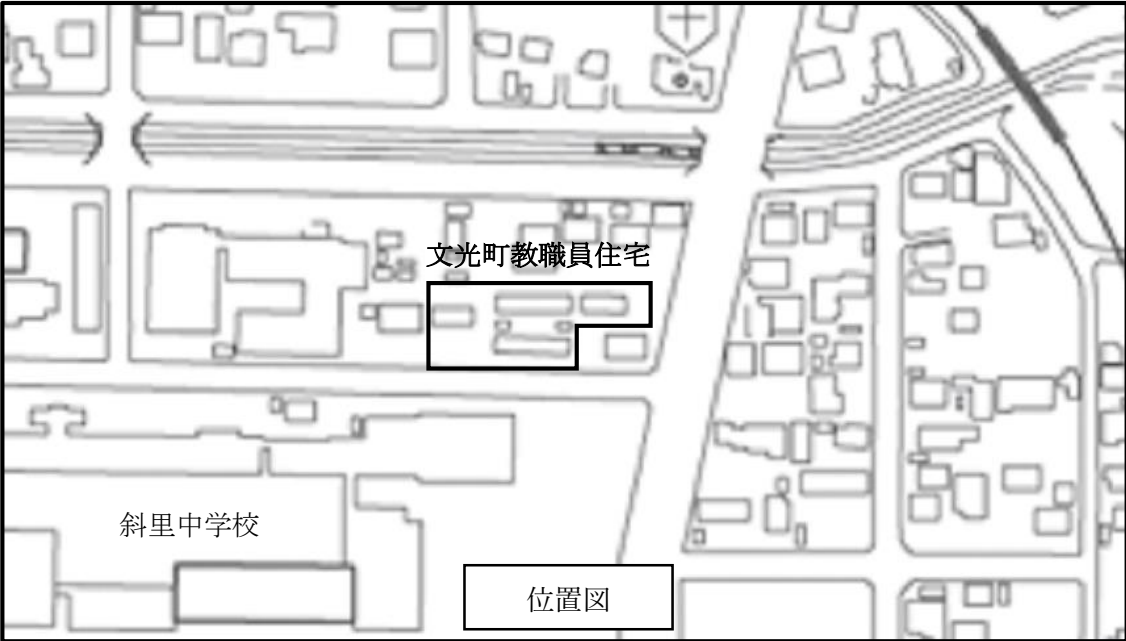 文光町教職員住宅
斜里中学校
位置図